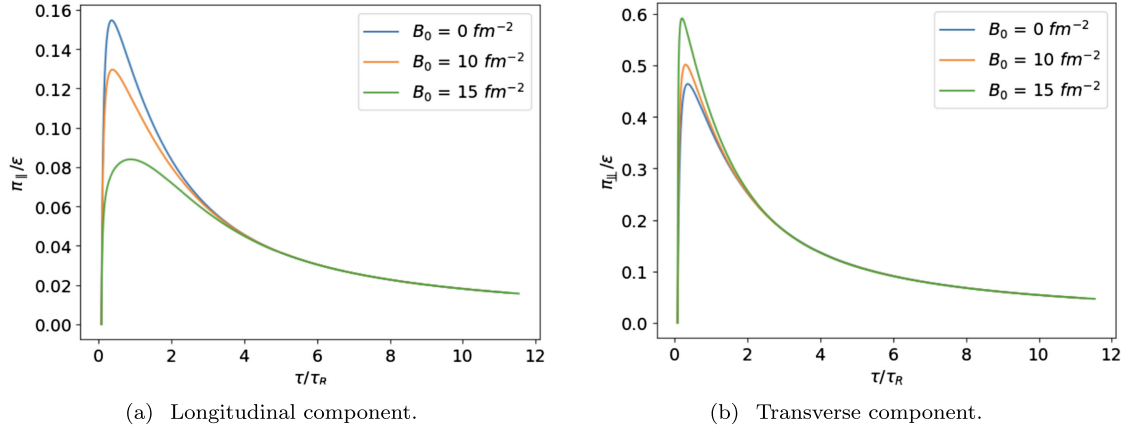 0.16
0.14
0.12
0.10
0.08
0.06
0.04
0.02
0.00
π∥/ε
0 2 4 6 8 10 12
τ/τR
B₀ = 0 fm⁻²
B₀ = 10 fm⁻²
B₀ = 15 fm⁻²
(a) Longitudinal component.
0.6
0.5
0.4
0.3
0.2
0.1
0.0
π⊥/ε
0 2 4 6 8 10 12
τ/τR
B₀ = 0 fm⁻²
B₀ = 10 fm⁻²
B₀ = 15 fm⁻²
(b) Transverse component.